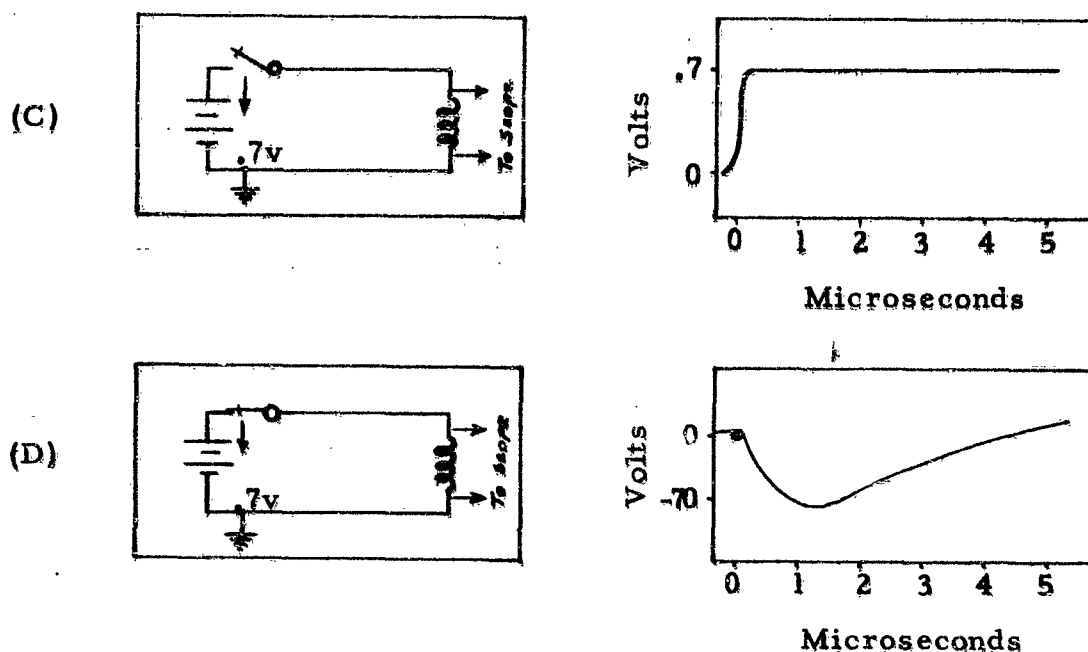 (C)
.7v
To Scope
Volts
.7
0
0 1 2 3 4 5
Microseconds
(D)
.7v
To Scope
Volts
0
-70
0 1 2 3 4 5
Microseconds